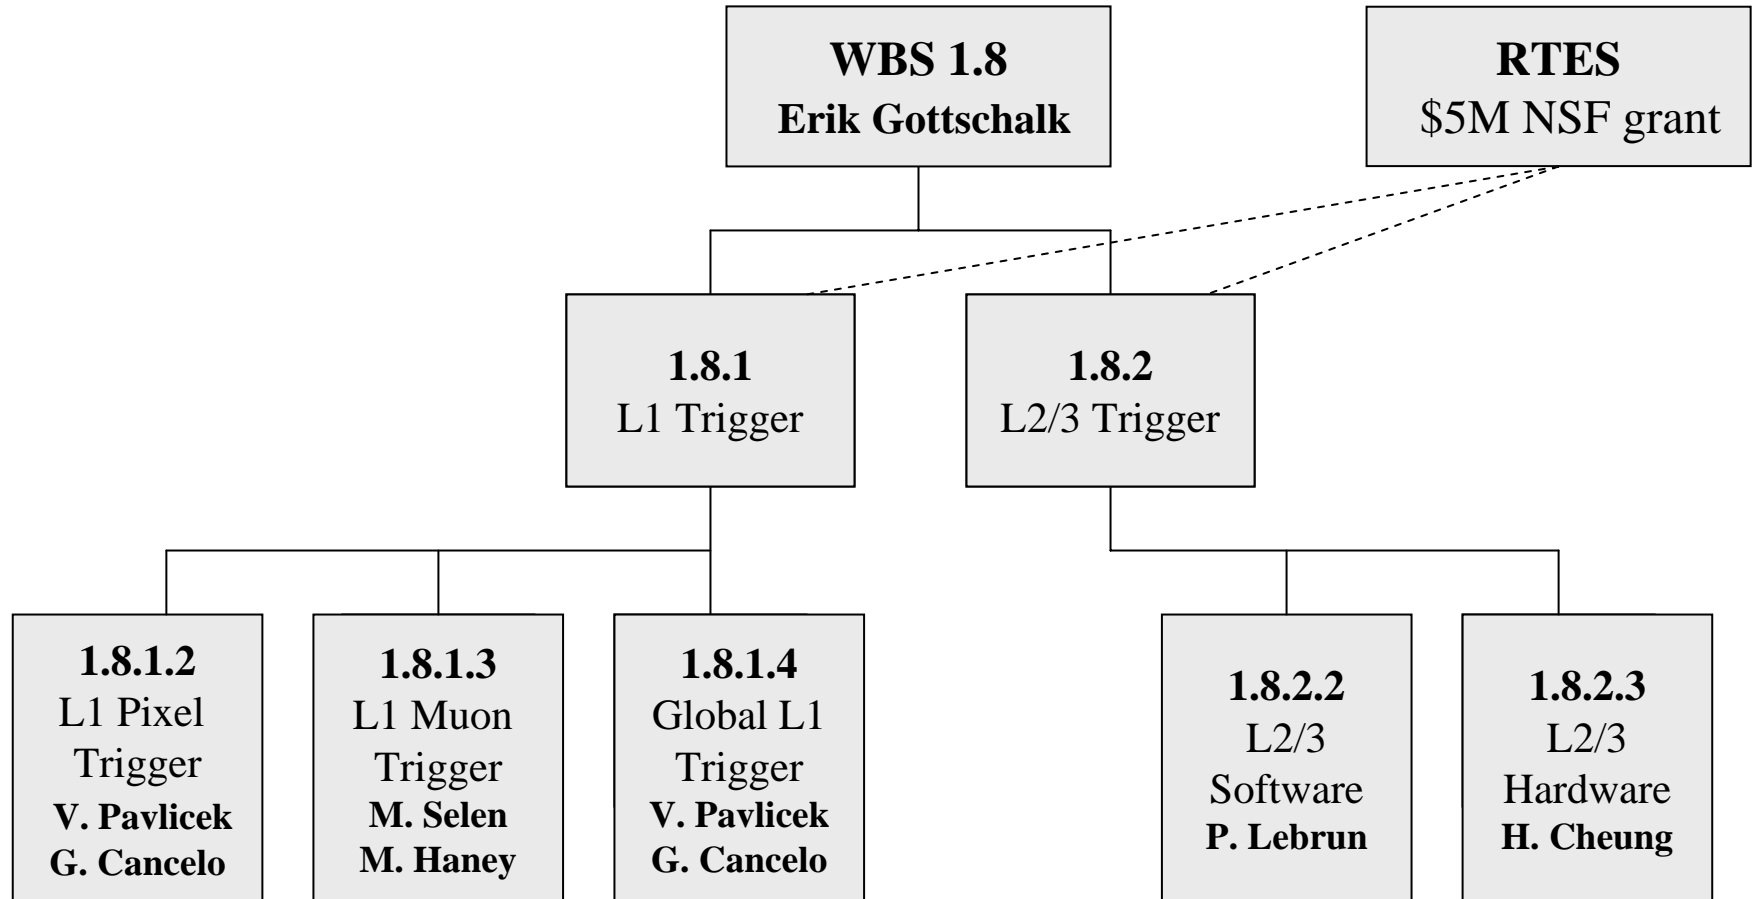 WBS 1.8
Erik Gottschalk
RTES
$5M NSF grant
1.8.1
L1 Trigger
1.8.2
L2/3 Trigger
1.8.1.2
L1 Pixel
Trigger
V. Pavlicek
G. Cancelo
1.8.1.3
L1 Muon
Trigger
M. Selen
M. Haney
1.8.1.4
Global L1
Trigger
V. Pavlicek
G. Cancelo
1.8.2.2
L2/3
Software
P. Lebrun
1.8.2.3
L2/3
Hardware
H. Cheung